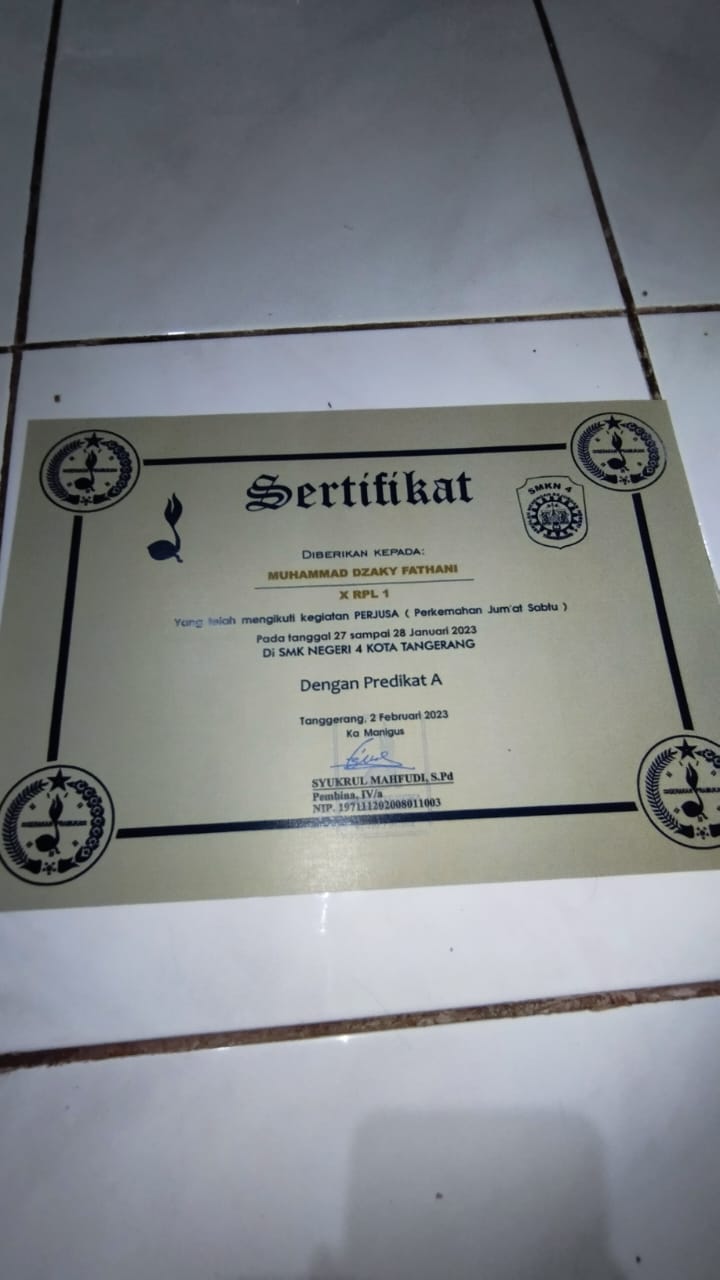 Sertifikat
SMKN 4
DIBERIKAN KEPADA:
MUHAMMAD DZAKY FATHANI
X RPL 1
Yang telah mengikuti kegiatan PERJUSA ( Perkemahan Jum'at Sabtu )
Pada tanggal 27 sampai 28 Januari 2023
Di SMK NEGERI 4 KOTA TANGERANG
Dengan Predikat A
Tanggerang, 2 Februari 2023
Ka Manigus
SYUKRUL MAHFUDI, S.Pd
Pembina, IV/a
NIP. 197111202008011003